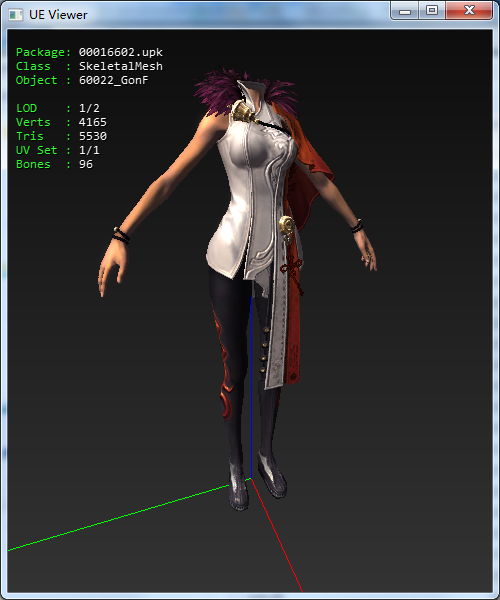 UE Viewer
Package: 00016602.upk
Class : SkeletalMesh
Object : 60022_GonF
LOD : 1/2
Verts : 4165
Tris : 5530
UV Set : 1/1
Bones : 96